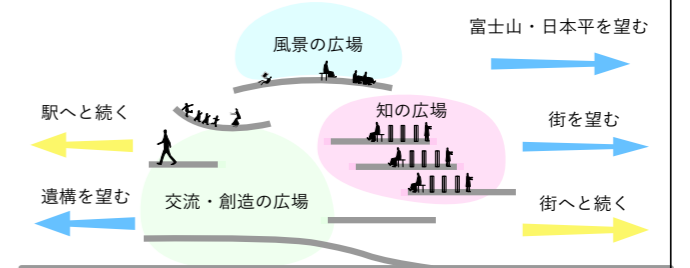 風景の広場
富士山・日本平を望む
駅へと続く
知の広場
街を望む
遺構を望む
交流・創造の広場
街へと続く